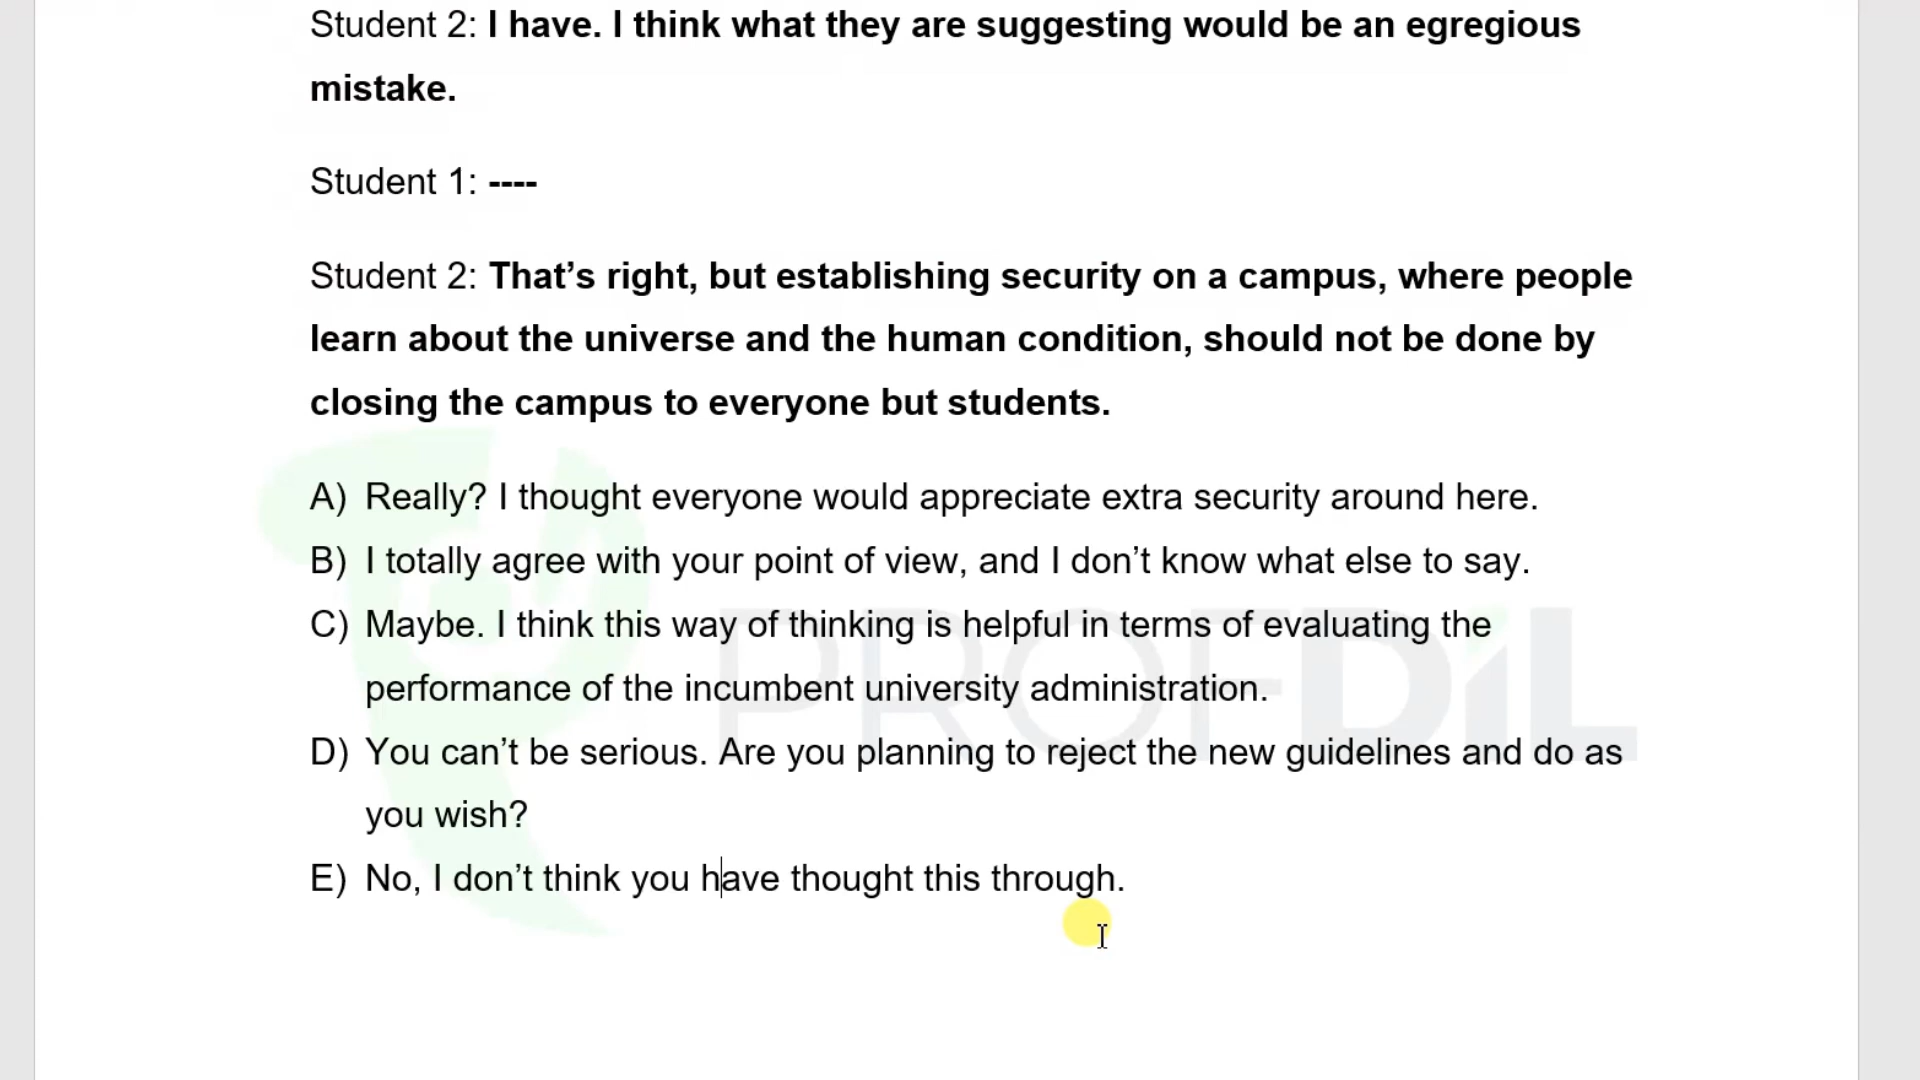 Student 2: I have. I think what they are suggesting would be an egregious
mistake.
Student 1: ----
Student 2: That’s right, but establishing security on a campus, where people
learn about the universe and the human condition, should not be done by
closing the campus to everyone but students.
A) Really? I thought everyone would appreciate extra security around here.
B) I totally agree with your point of view, and I don’t know what else to say.
C) Maybe. I think this way of thinking is helpful in terms of evaluating the
performance of the incumbent university administration.
PROFDiL
D) You can’t be serious. Are you planning to reject the new guidelines and do as
you wish?
E) No, I don’t think you have thought this through.